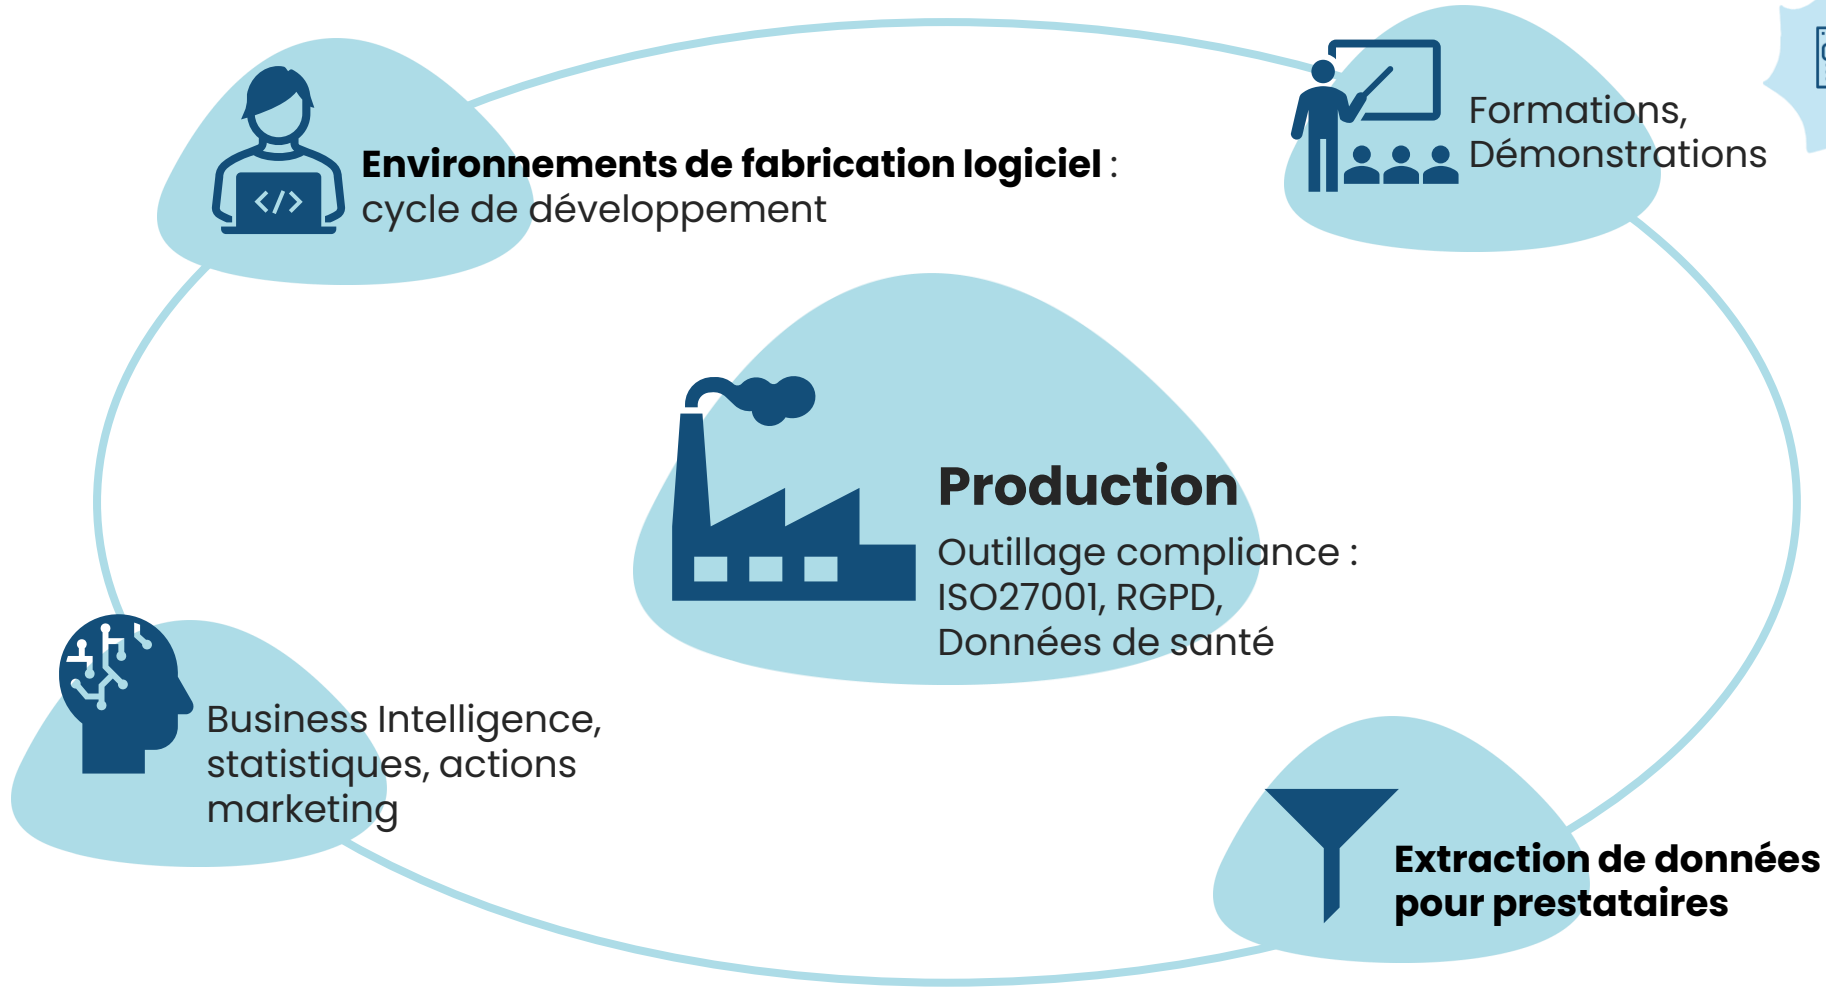 Formations,
Démonstrations
Environnements de fabrication logiciel :
cycle de développement
</>
Production
Outillage compliance :
ISO27001, RGPD,
Données de santé
Business Intelligence,
statistiques, actions
marketing
Extraction de données
pour prestataires